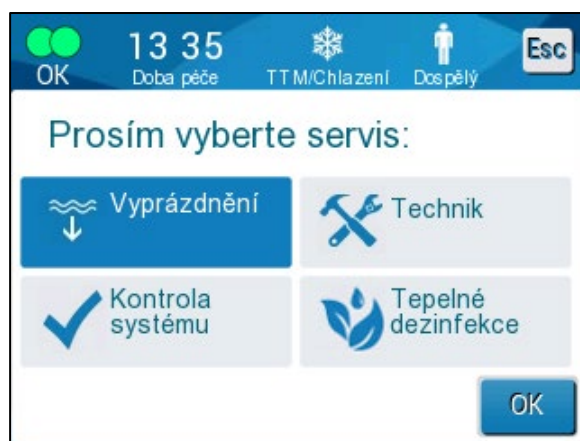 OK
13 35
Doba péče
TTM/Chlazení
Dospělý
Esc
Prosím vyberte servis:
Vyprázdnění
Technik
Kontrola
systému
Tepelné
dezinfekce
OK